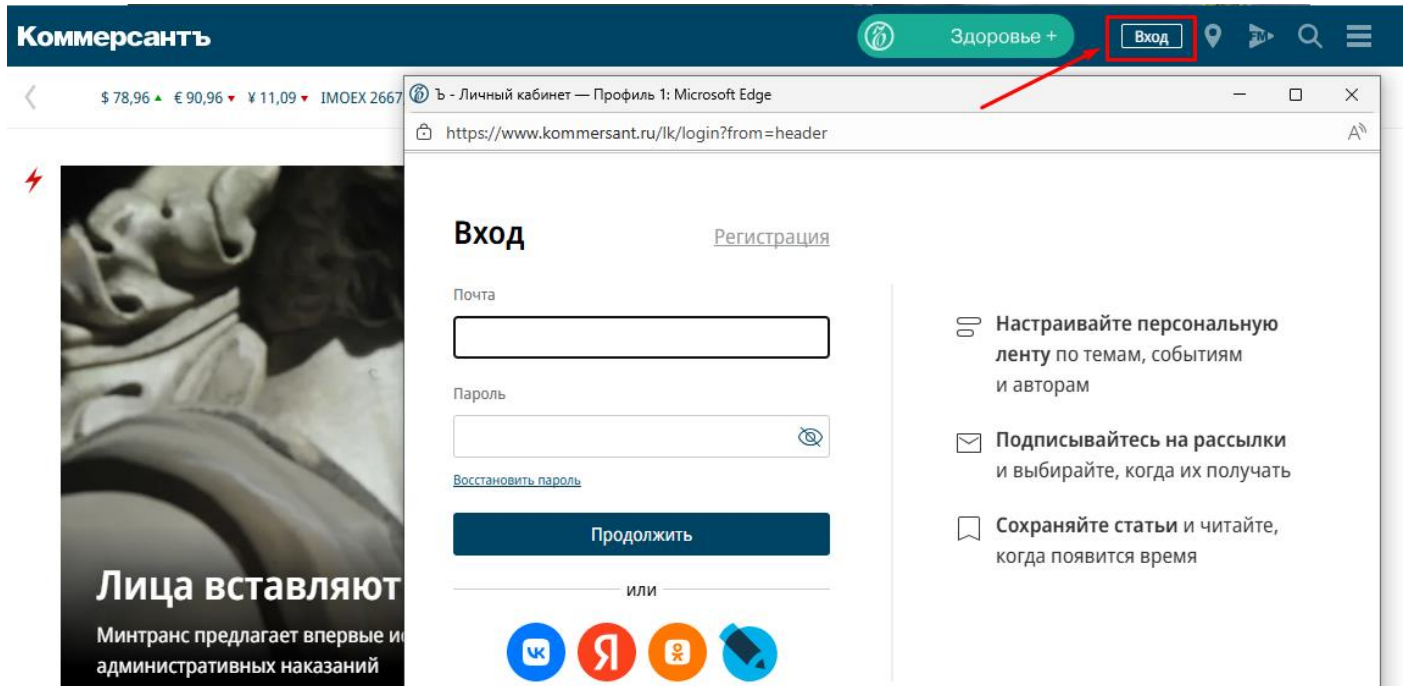 Коммерсантъ
Здоровье +
Вход
FM
$ 78,96 ▲ € 90,96 ▼ ¥ 11,09 ▼ IMOEX 2667
Ъ - Личный кабинет — Профиль 1: Microsoft Edge
https://www.kommersant.ru/lk/login?from=header
Вход
Регистрация
Почта
Пароль
Восстановить пароль
Продолжить
или
Настраивайте персональную
ленту по темам, событиям
и авторам
Подписывайтесь на рассылки
и выбирайте, когда их получать
Сохраняйте статьи и читайте,
когда появится время
Лица вставляют
Минтранс предлагает впервые
административных наказаний